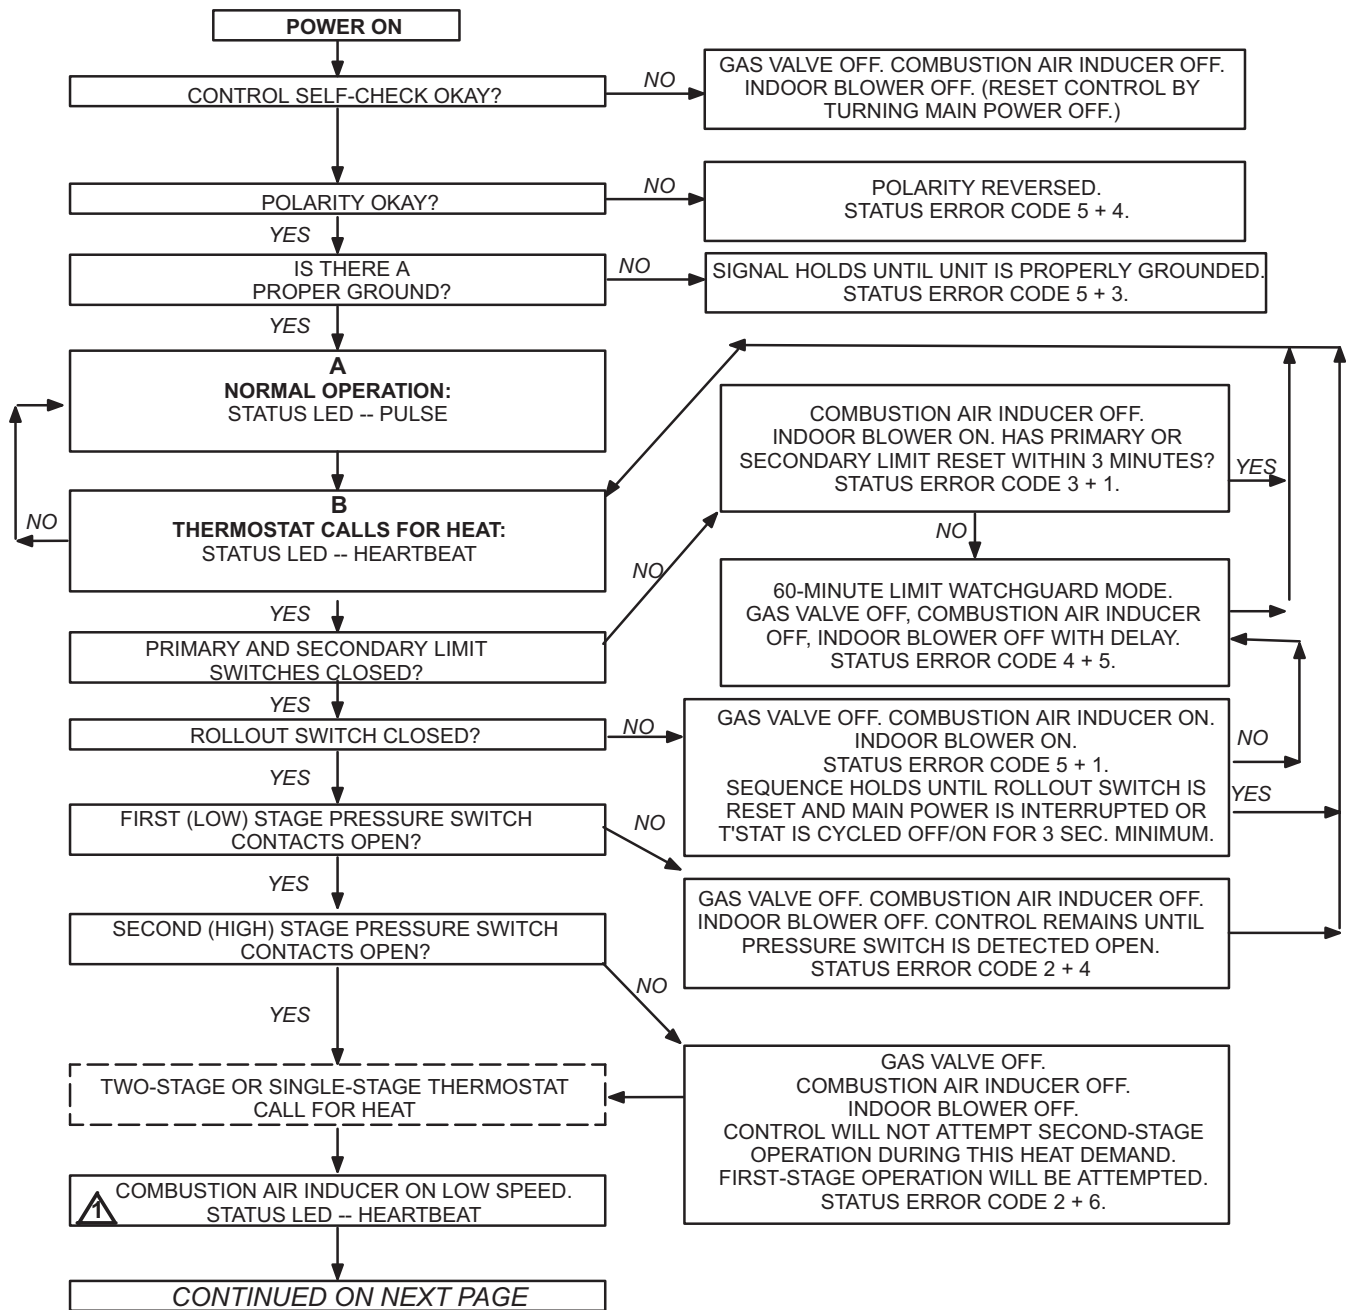 POWER ON
CONTROL SELF-CHECK OKAY?
NO
GAS VALVE OFF. COMBUSTION AIR INDUCER OFF.
INDOOR BLOWER OFF. (RESET CONTROL BY
TURNING MAIN POWER OFF.)
POLARITY OKAY?
NO
POLARITY REVERSED.
STATUS ERROR CODE 5 + 4.
YES
IS THERE A
PROPER GROUND?
NO
SIGNAL HOLDS UNTIL UNIT IS PROPERLY GROUNDED.
STATUS ERROR CODE 5 + 3.
YES
A
NORMAL OPERATION:
STATUS LED -- PULSE
B
THERMOSTAT CALLS FOR HEAT:
STATUS LED -- HEARTBEAT
NO
COMBUSTION AIR INDUCER OFF.
INDOOR BLOWER ON. HAS PRIMARY OR
SECONDARY LIMIT RESET WITHIN 3 MINUTES?
STATUS ERROR CODE 3 + 1.
YES
NO
YES
PRIMARY AND SECONDARY LIMIT
SWITCHES CLOSED?
NO
60-MINUTE LIMIT WATCHGUARD MODE.
GAS VALVE OFF, COMBUSTION AIR INDUCER
OFF, INDOOR BLOWER OFF WITH DELAY.
STATUS ERROR CODE 4 + 5.
YES
ROLLOUT SWITCH CLOSED?
NO
GAS VALVE OFF. COMBUSTION AIR INDUCER ON.
INDOOR BLOWER ON.
STATUS ERROR CODE 5 + 1.
SEQUENCE HOLDS UNTIL ROLLOUT SWITCH IS
RESET AND MAIN POWER IS INTERRUPTED OR
T'STAT IS CYCLED OFF/ON FOR 3 SEC. MINIMUM.
NO
YES
YES
FIRST (LOW) STAGE PRESSURE SWITCH
CONTACTS OPEN?
NO
GAS VALVE OFF. COMBUSTION AIR INDUCER OFF.
INDOOR BLOWER OFF. CONTROL REMAINS UNTIL
PRESSURE SWITCH IS DETECTED OPEN.
STATUS ERROR CODE 2 + 4
YES
SECOND (HIGH) STAGE PRESSURE SWITCH
CONTACTS OPEN?
NO
YES
GAS VALVE OFF.
COMBUSTION AIR INDUCER OFF.
INDOOR BLOWER OFF.
CONTROL WILL NOT ATTEMPT SECOND-STAGE
OPERATION DURING THIS HEAT DEMAND.
FIRST-STAGE OPERATION WILL BE ATTEMPTED.
STATUS ERROR CODE 2 + 6.
TWO-STAGE OR SINGLE-STAGE THERMOSTAT
CALL FOR HEAT
1
COMBUSTION AIR INDUCER ON LOW SPEED.
STATUS LED -- HEARTBEAT
CONTINUED ON NEXT PAGE